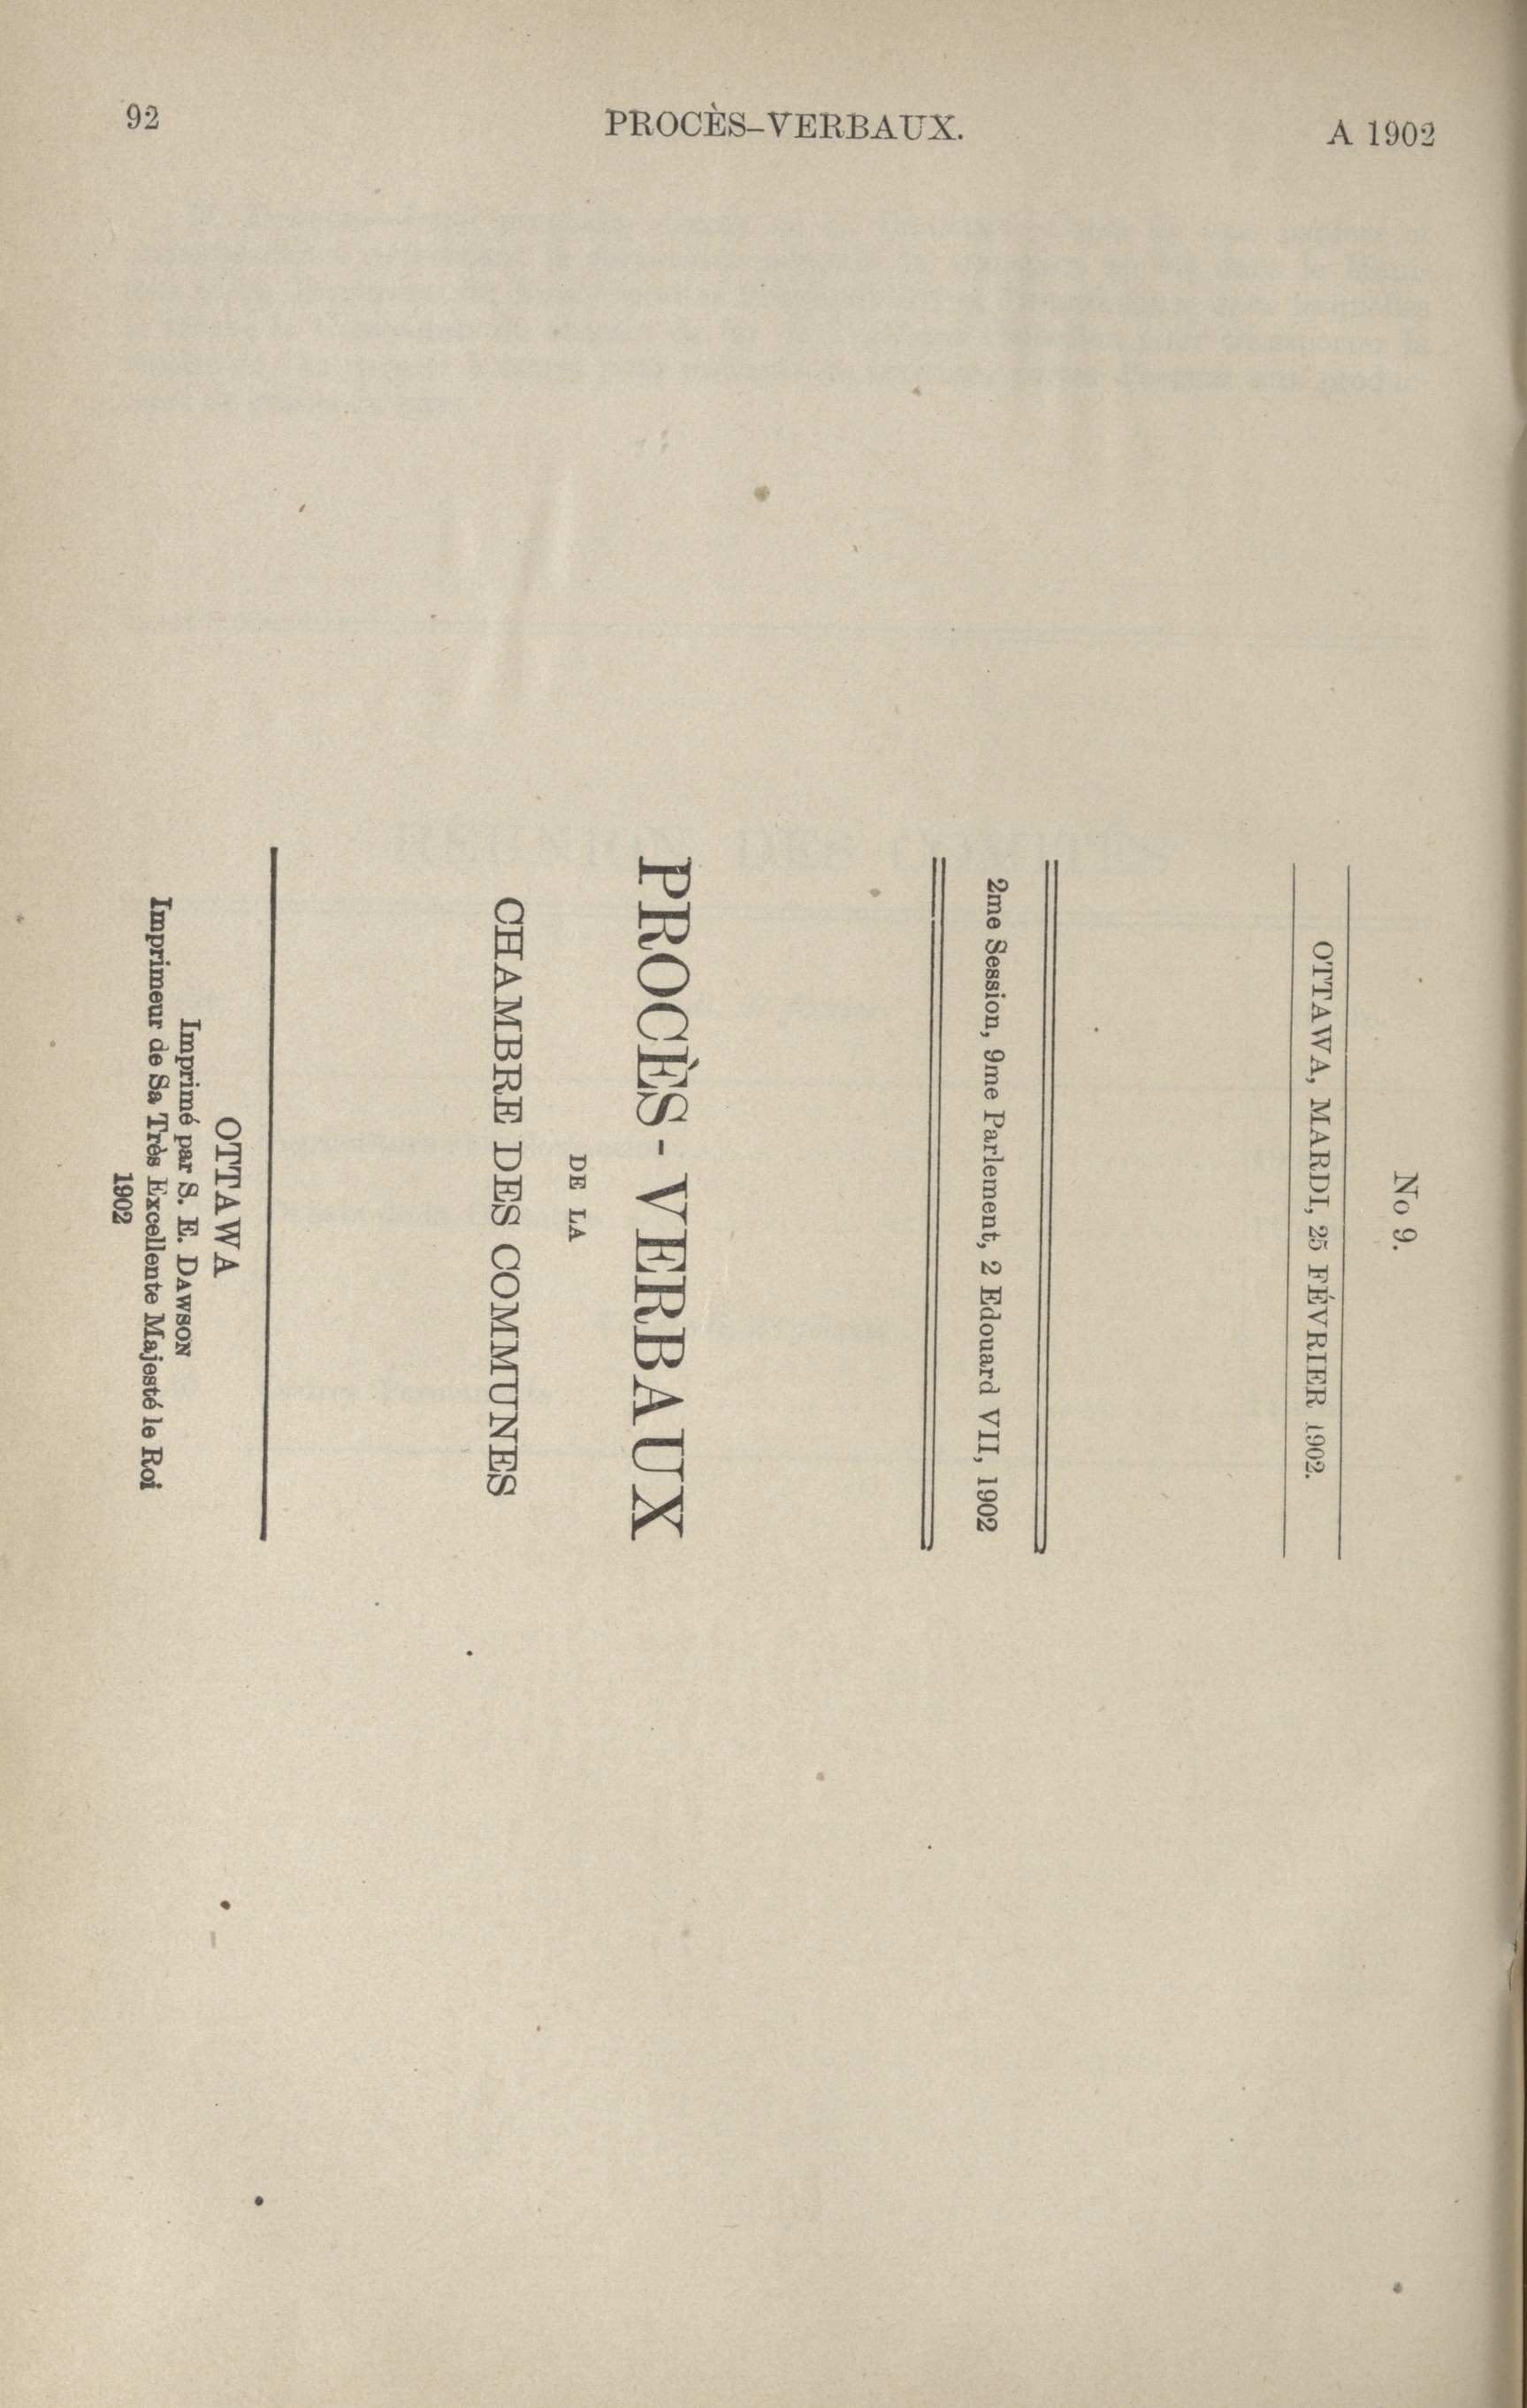 92 PROCÈS-VERBAUX. A 1902
No 9.
OTTAWA, MARDI, 25 FÉVRIER 1902.
2me Session, 9me Parlement, 2 Edouard VII, 1902
PROCÈS-VERBAUX
DE LA
CHAMBRE DES COMMUNES
OTTAWA
Imprimé par S. E. DAWSON
Imprimeur de Sa Très Excellente Majesté le Roi
1902